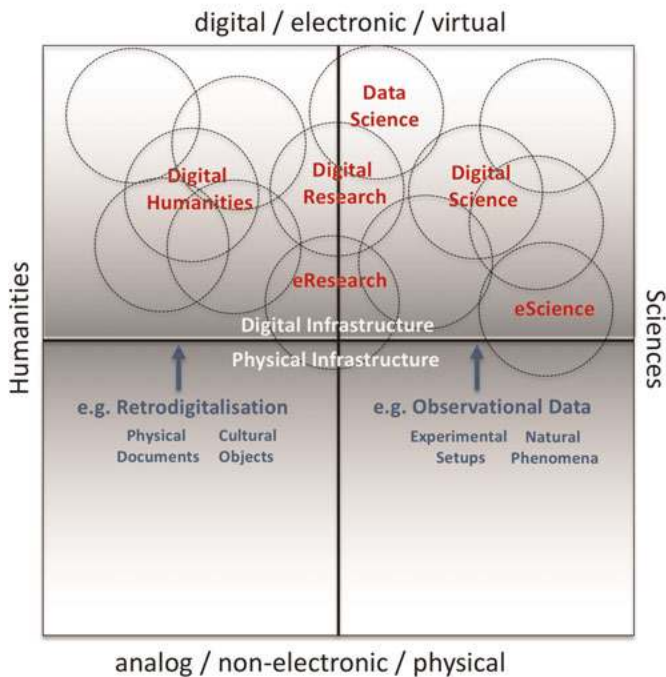 digital / electronic / virtual
Data
Science
Digital
Humanities
Digital
Research
Digital
Science
eResearch
eScience
Humanities
Sciences
Digital Infrastructure
Physical Infrastructure
e.g. Retrodigitalisation
e.g. Observational Data
Physical
Documents
Cultural
Objects
Experimental
Setups
Natural
Phenomena
analog / non-electronic / physical